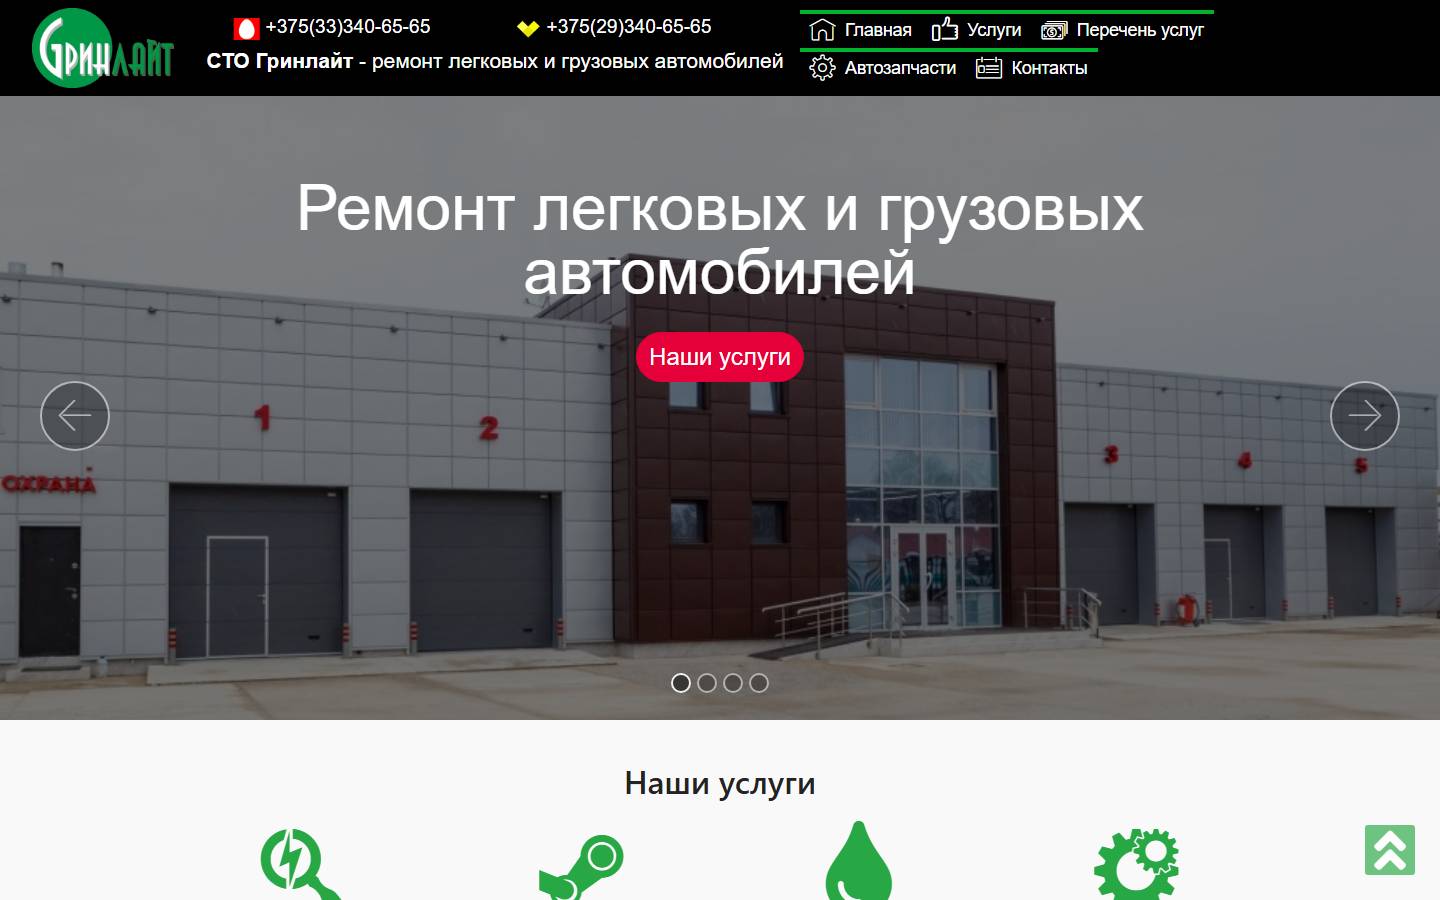 Gринлайт
+375(33)340-65-65
+375(29)340-65-65
СТО Гринлайт - ремонт легковых и грузовых автомобилей
Главная
Услуги
Перечень услуг
Автозапчасти
Контакты
Ремонт легковых и грузовых
автомобилей
Наши услуги
1
2
3
4
5
ОХРАНА
Наши услуги